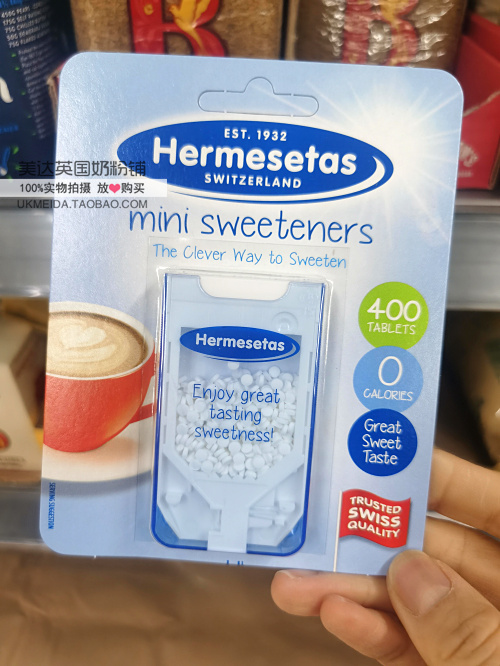 EST. 1932
Hermesetas
SWITZERLAND
美达英国奶粉铺
100%实物拍摄 放❤购买
UKMEIDA.TAOBAO.COM
mini sweeteners
The Clever Way to Sweeten
400
TABLETS
0
CALORIES
Great
Sweet
Taste
TRUSTED
SWISS
QUALITY
Hermesetas
Enjoy great
tasting
sweetness!
SERVING SUGGESTION